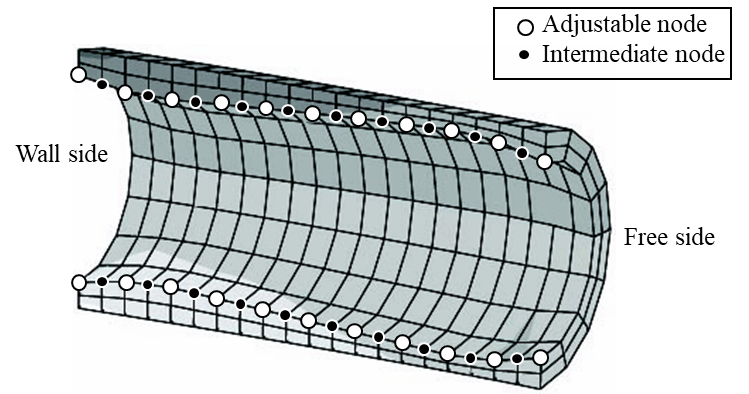 Adjustable node
Intermediate node
Wall side
Free side